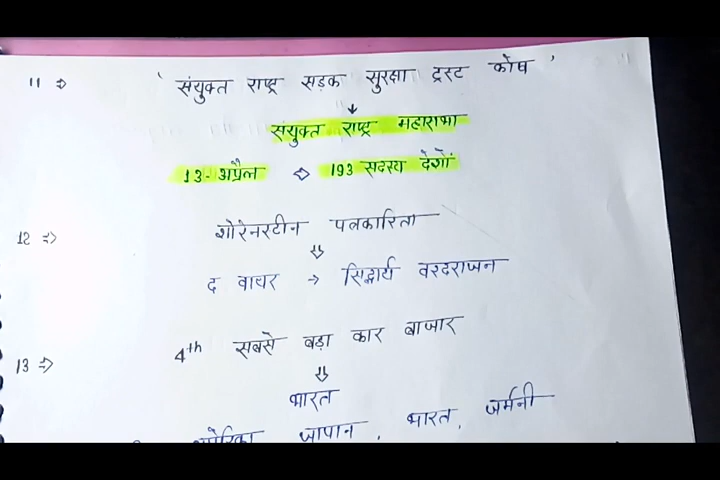 11 ⇒ ' संयुक्त राष्ट्र सड़क सुरक्षा ट्रस्ट कोष '
↓
संयुक्त राष्ट्र महासभा
13-अप्रैल ⇨ 193 सदस्य देशों
12 ⇒ शोरेनस्टीन पत्रकारिता
⇓
द वायर → सिद्धार्थ वरदराजन
13 ⇒ 4th सबसे बड़ा कार बाजार
⇓
भारत
जापान, भारत, जर्मनी